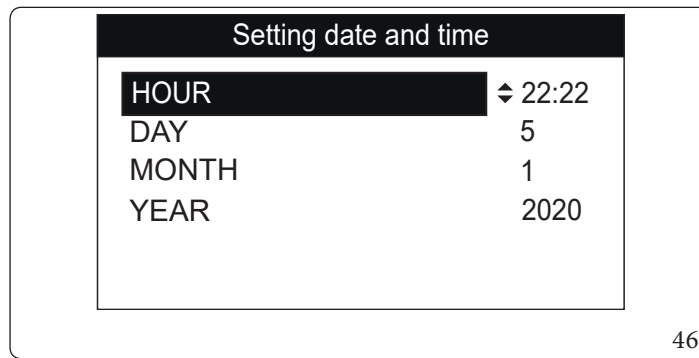 Setting date and time
HOUR 22:22
DAY 5
MONTH 1
YEAR 2020
46